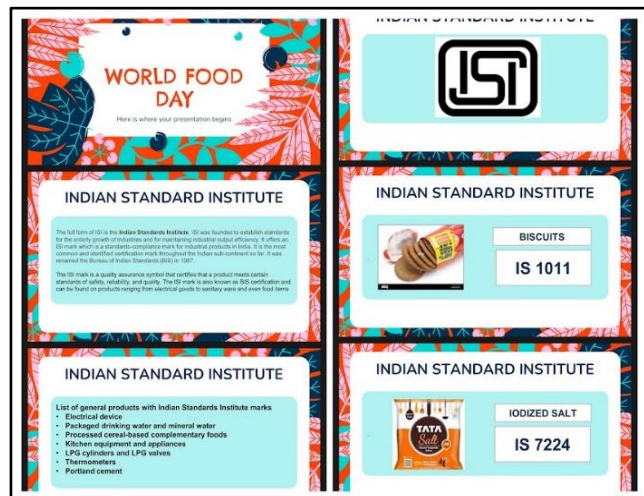 WORLD FOOD
DAY
Here is where your presentation begins
INDIAN STANDARD INSTITUTE
The full form of ISI is the Indian Standards Institute. ISI was founded to establish standards
for the orderly growth of industries and for maintaining industrial output efficiency. It offers an
ISI mark which is a standards-compliance mark for industrial products in India. It is the most
common and identified certification mark throughout the Indian sub-continent so far. It was
renamed the Bureau of Indian Standards (BIS) in 1987.
The ISI mark is a quality assurance symbol that certifies that a product meets certain
standards of safety, reliability, and quality. The ISI mark is also known as BIS certification and
can be found on products ranging from electrical goods to sanitary ware and even food items
INDIAN STANDARD INSTITUTE
List of general products with Indian Standards Institute marks
• Electrical device
• Packaged drinking water and mineral water
• Processed cereal-based complementary foods
• Kitchen equipment and appliances
• LPG cylinders and LPG valves
• Thermometers
• Portland cement
INDIAN STANDARD INSTITUTE
ISI
INDIAN STANDARD INSTITUTE
BISCUITS
IS 1011
INDIAN STANDARD INSTITUTE
TATA
Salt
IODIZED SALT
IS 7224